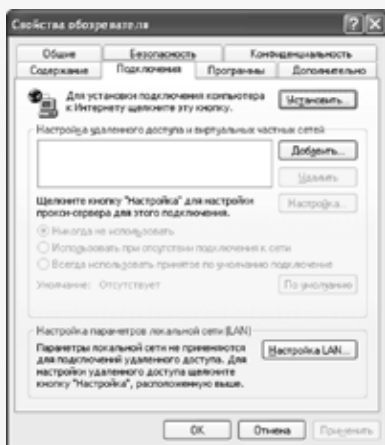 Свойства обозревателя
Общие Безопасность Конфиденциальность
Содержание Подключения Программы Дополнительно
Для установки подключения компьютера
к Интернету щелкните эту кнопку.
Установить...
Настройка удаленного доступа и виртуальных частных сетей
Добавить...
Удалить
Щелкните кнопку "Настройка" для настройки
прокси-сервера для этого подключения.
Настройка...
Никогда не использовать
Использовать при отсутствии подключения к сети
Всегда использовать принятое по умолчанию подключение
Умолчание: Отсутствует
По умолчанию
Настройка параметров локальной сети (LAN)
Параметры локальной сети не применяются
для подключений удаленного доступа. Для
настройки удаленного доступа щелкните
кнопку "Настройка", расположенную выше.
Настройка LAN...
OK Отмена Применить